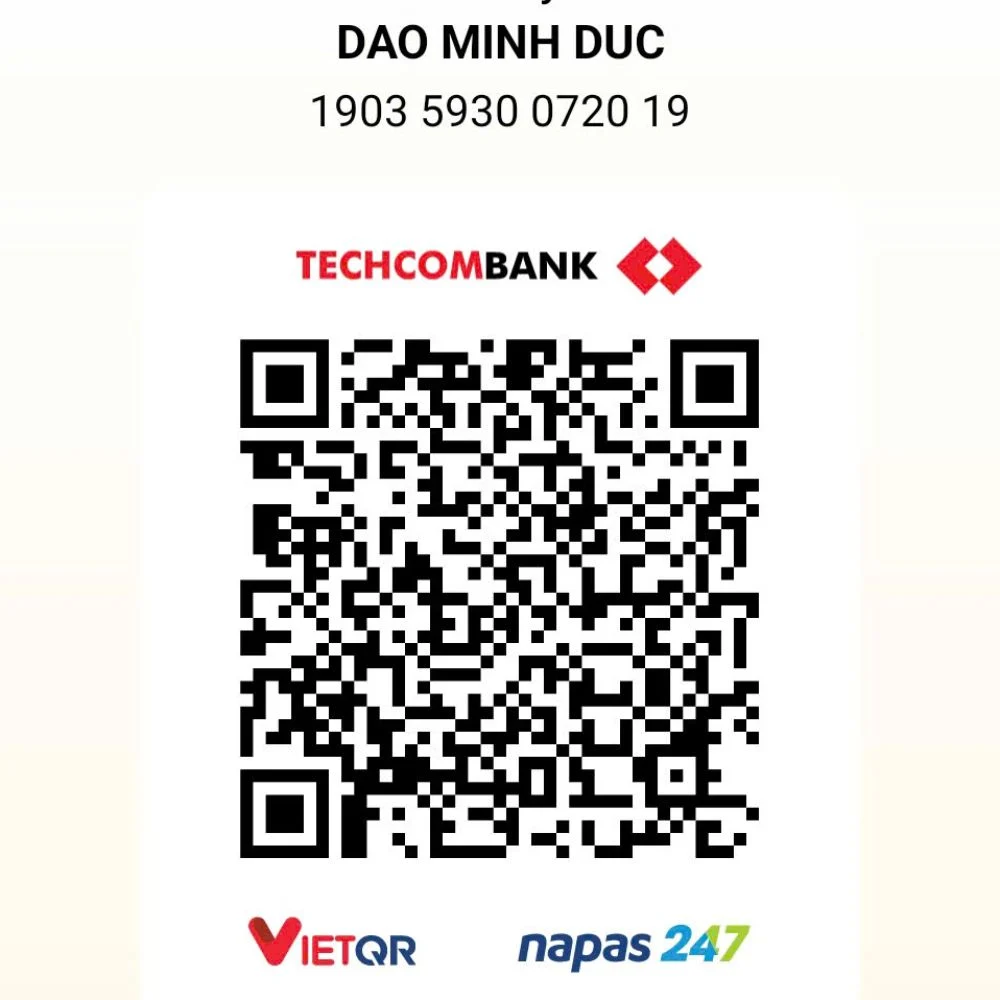 DAO MINH DUC
1903 5930 0720 19
TECHCOMBANK
VIETQR
napas 247